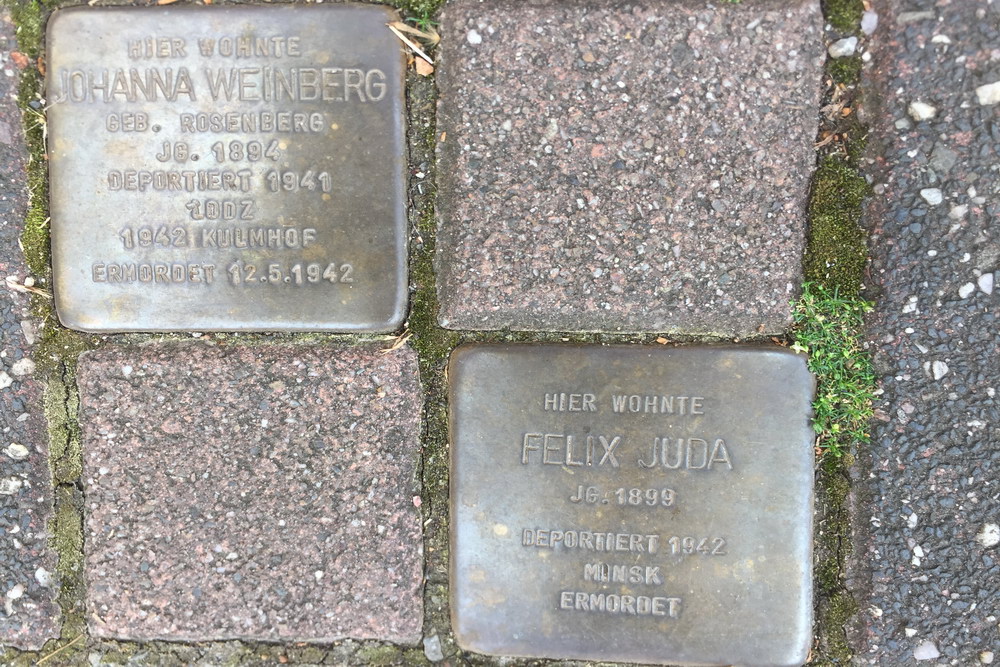 HIER WOHNTE
JOHANNA WEINBERG
GEB. ROSENBERG
JG. 1894
DEPORTIERT 1941
ŁODZ
1942 KULMHOF
ERMORDET 12.5.1942
HIER WOHNTE
FELIX JUDA
JG. 1899
DEPORTIERT 1942
MINSK
ERMORDET